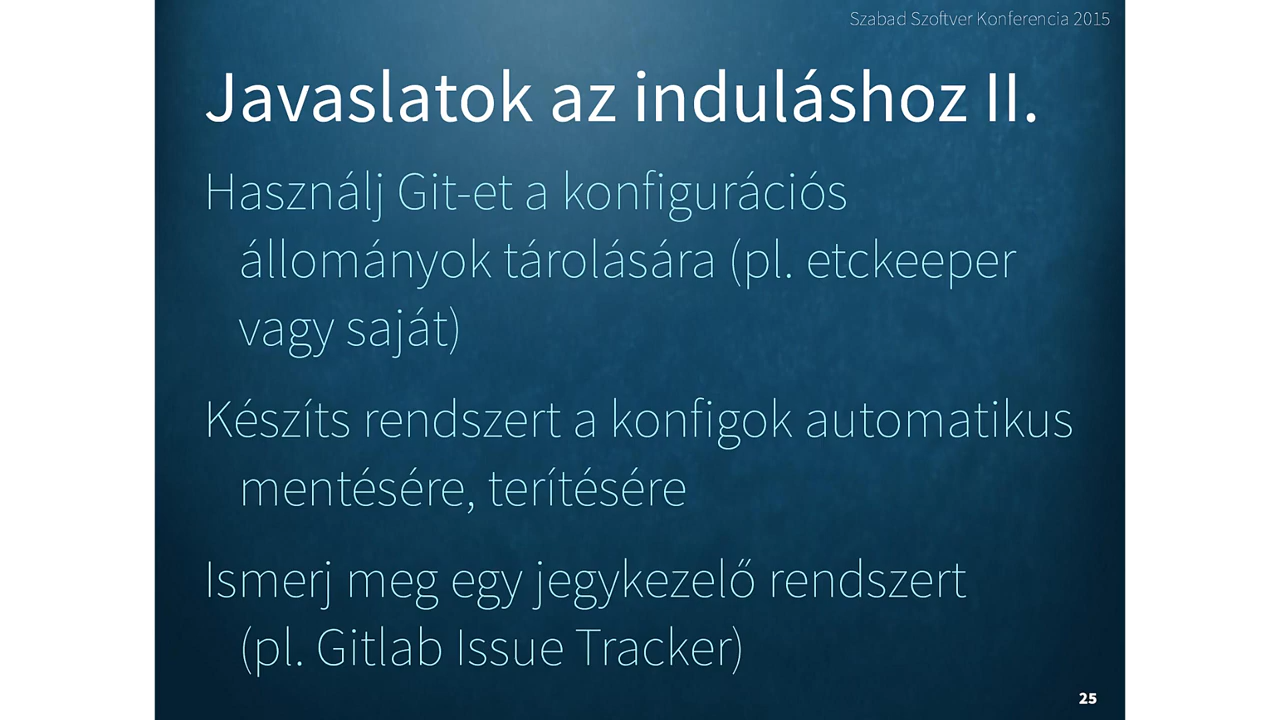 Szabad Szoftver Konferencia 2015
Javaslatok az induláshoz II.
Használj Git-et a konfigurációs
állományok tárolására (pl. etckeeper
vagy saját)
Készíts rendszert a konfigok automatikus
mentésére, terítésére
Ismerj meg egy jegykezelő rendszert
(pl. Gitlab Issue Tracker)
25